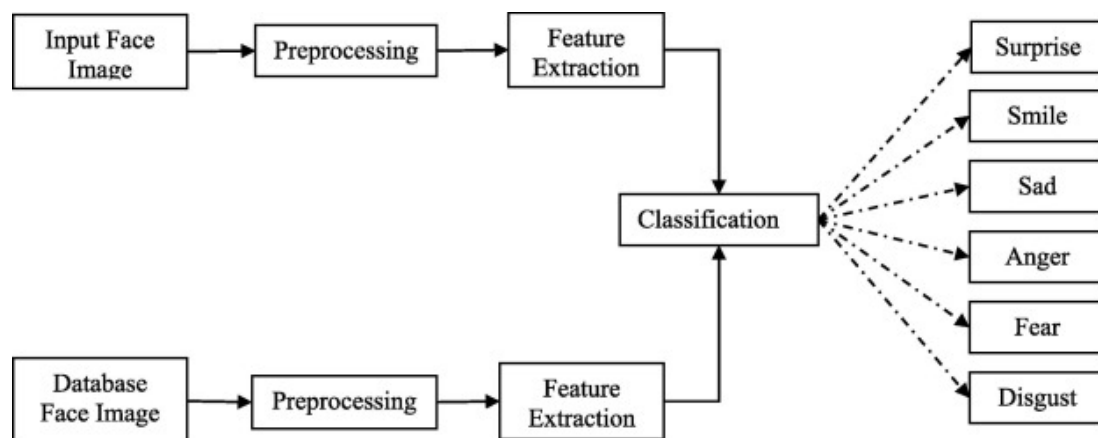 Input Face
Image
Preprocessing
Feature
Extraction
Surprise
Smile
Sad
Classification
Anger
Fear
Disgust
Database
Face Image
Preprocessing
Feature
Extraction